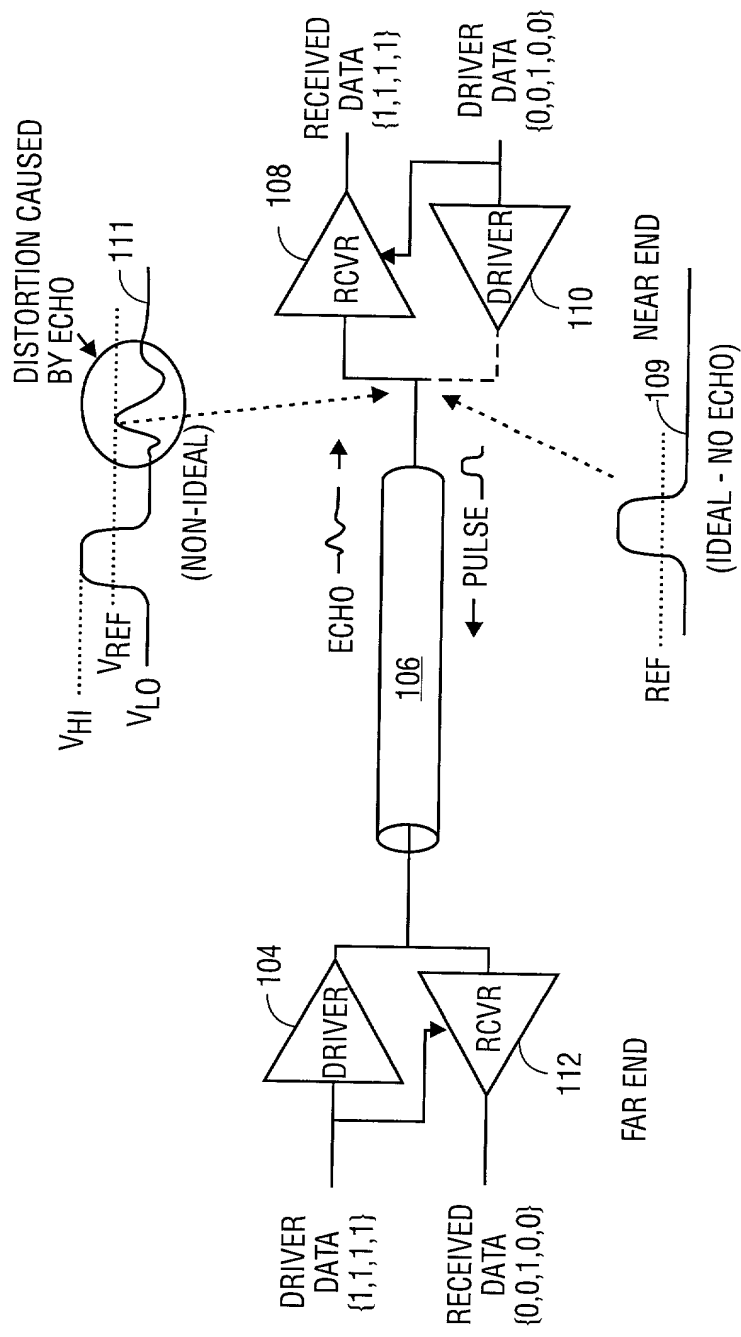 DISTORTION CAUSED
BY ECHO
111
V_HI
V_REF
V_LO
(NON-IDEAL)
108
RECEIVED
DATA
{1,1,1,1,1}
RCVR
ECHO
104
DRIVER
DRIVER
DATA
{1,1,1,1}
106
PULSE
DRIVER
DRIVER
DATA
{0,0,1,0,0}
110
RCVR
112
RECEIVED
DATA
{0,0,1,0,0}
FAR END
NEAR END
109
REF
(IDEAL - NO ECHO)